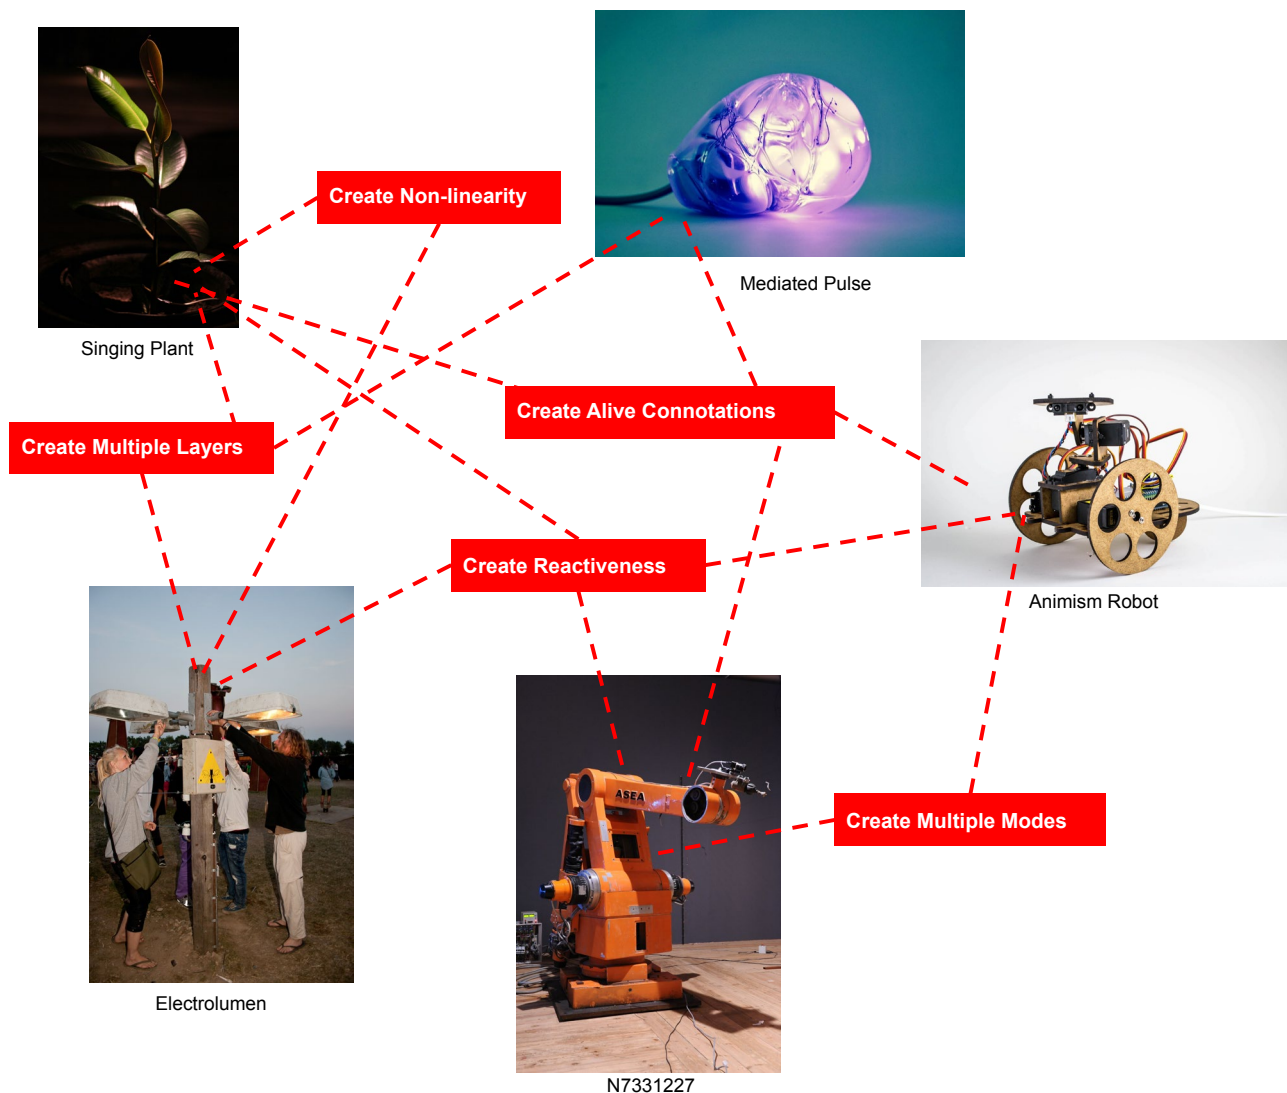 Create Non-linearity
Mediated Pulse
Singing Plant
Create Alive Connotations
Create Multiple Layers
Create Reactiveness
Animism Robot
ASEA
Create Multiple Modes
Electrolumen
N7331227